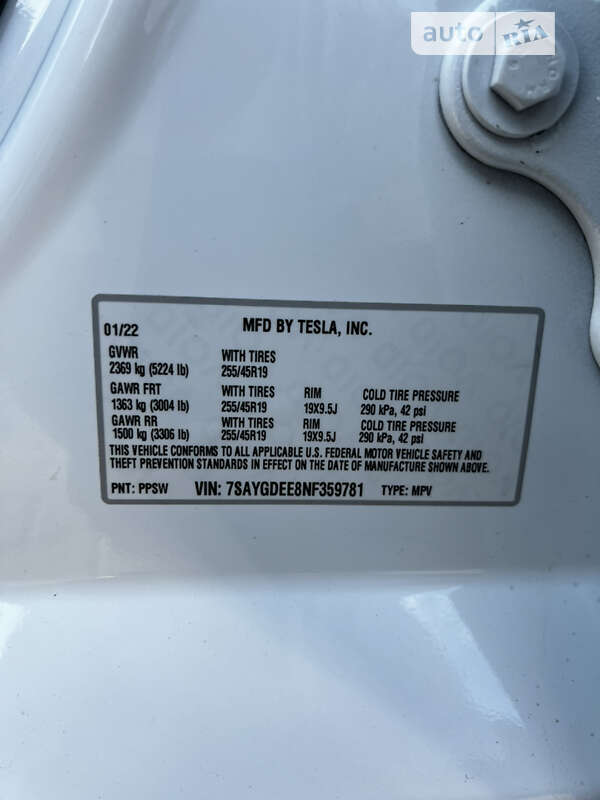 auto RIA
01/22 MFD BY TESLA, INC.
GVWR WITH TIRES
2369 kg (5224 lb) 255/45R19
GAWR FRT WITH TIRES RIM COLD TIRE PRESSURE
1363 kg (3004 lb) 255/45R19 19X9.5J 290 kPa, 42 psi
GAWR RR WITH TIRES RIM COLD TIRE PRESSURE
1500 kg (3306 lb) 255/45R19 19X9.5J 290 kPa, 42 psi
THIS VEHICLE CONFORMS TO ALL APPLICABLE U.S. FEDERAL MOTOR VEHICLE SAFETY AND
THEFT PREVENTION STANDARDS IN EFFECT ON THE DATE OF MANUFACTURE SHOWN ABOVE.
PNT: PPSW VIN: 7SAYGDEE8NF359781 TYPE: MPV